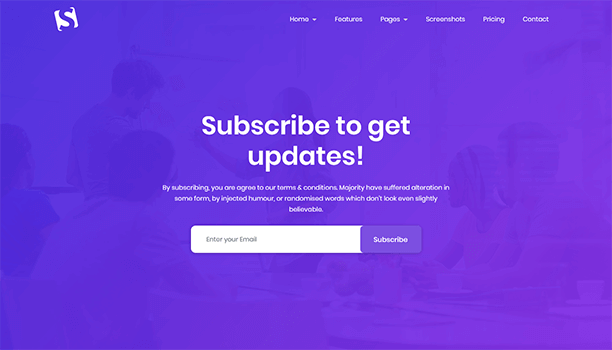 S
Home Features Pages Screenshots Pricing Contact
Subscribe to get
updates!
By subscribing, you are agree to our terms & conditions. Majority have suffered alteration in
some form, by injected humour, or randomised words which don't look even slightly
believable.
Enter your Email Subscribe